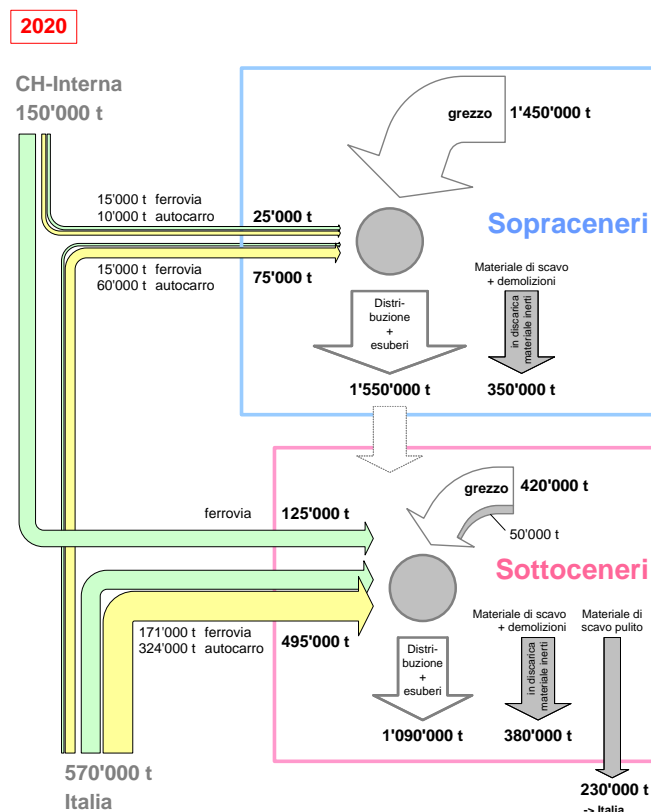 2020
CH-Interna
150'000 t
grezzo 1'450'000 t
15'000 t ferrovia
10'000 t autocarro 25'000 t
Sopraceneri
15'000 t ferrovia
60'000 t autocarro 75'000 t
Materiale di scavo
+ demolizioni
Distri-
buzione
+
esuberi
in discarica
materiale inerti
1'550'000 t
350'000 t
grezzo 420'000 t
ferrovia 125'000 t
50'000 t
Sottoceneri
Materiale di scavo
+ demolizioni
Materiale di
scavo pulito
171'000 t ferrovia
324'000 t autocarro 495'000 t
Distri-
buzione
+
esuberi
in discarica
materiale inerti
1'090'000 t
380'000 t
570'000 t
Italia
230'000 t
-> Italia